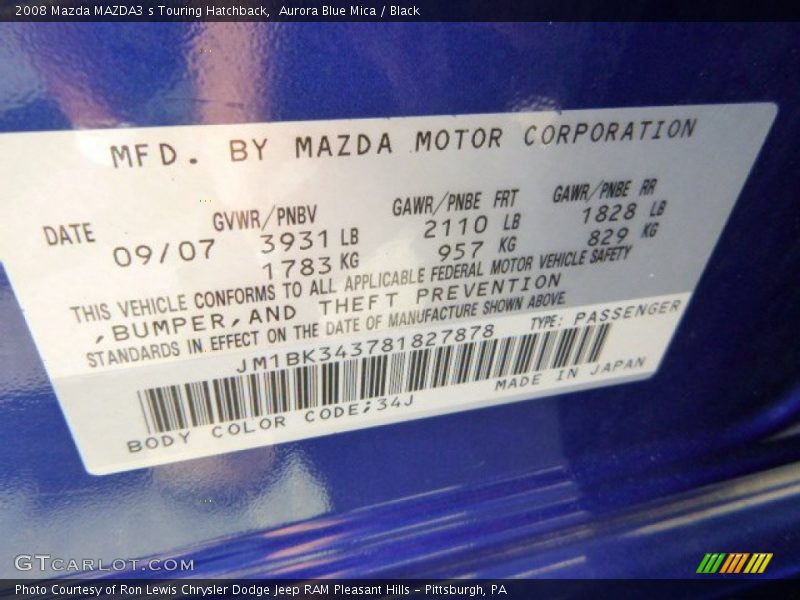 2008 Mazda MAZDA3 s Touring Hatchback,  Aurora Blue Mica / Black
MFD. BY MAZDA MOTOR CORPORATION
DATE GVWR/PNBV GAWR/PNBE FRT GAWR/PNBE RR
09/07 3931 LB 2110 LB 1828 LB
1783 KG 957 KG 829 KG
THIS VEHICLE CONFORMS TO ALL APPLICABLE FEDERAL MOTOR VEHICLE SAFETY
,BUMPER,AND THEFT PREVENTION
STANDARDS IN EFFECT ON THE DATE OF MANUFACTURE SHOWN ABOVE
JM1BK343781827878 TYPE: PASSENGER
BODY COLOR CODE;34J MADE IN JAPAN
GTCARLOT.COM
Photo Courtesy of Ron Lewis Chrysler Dodge Jeep RAM Pleasant Hills - Pittsburgh, PA